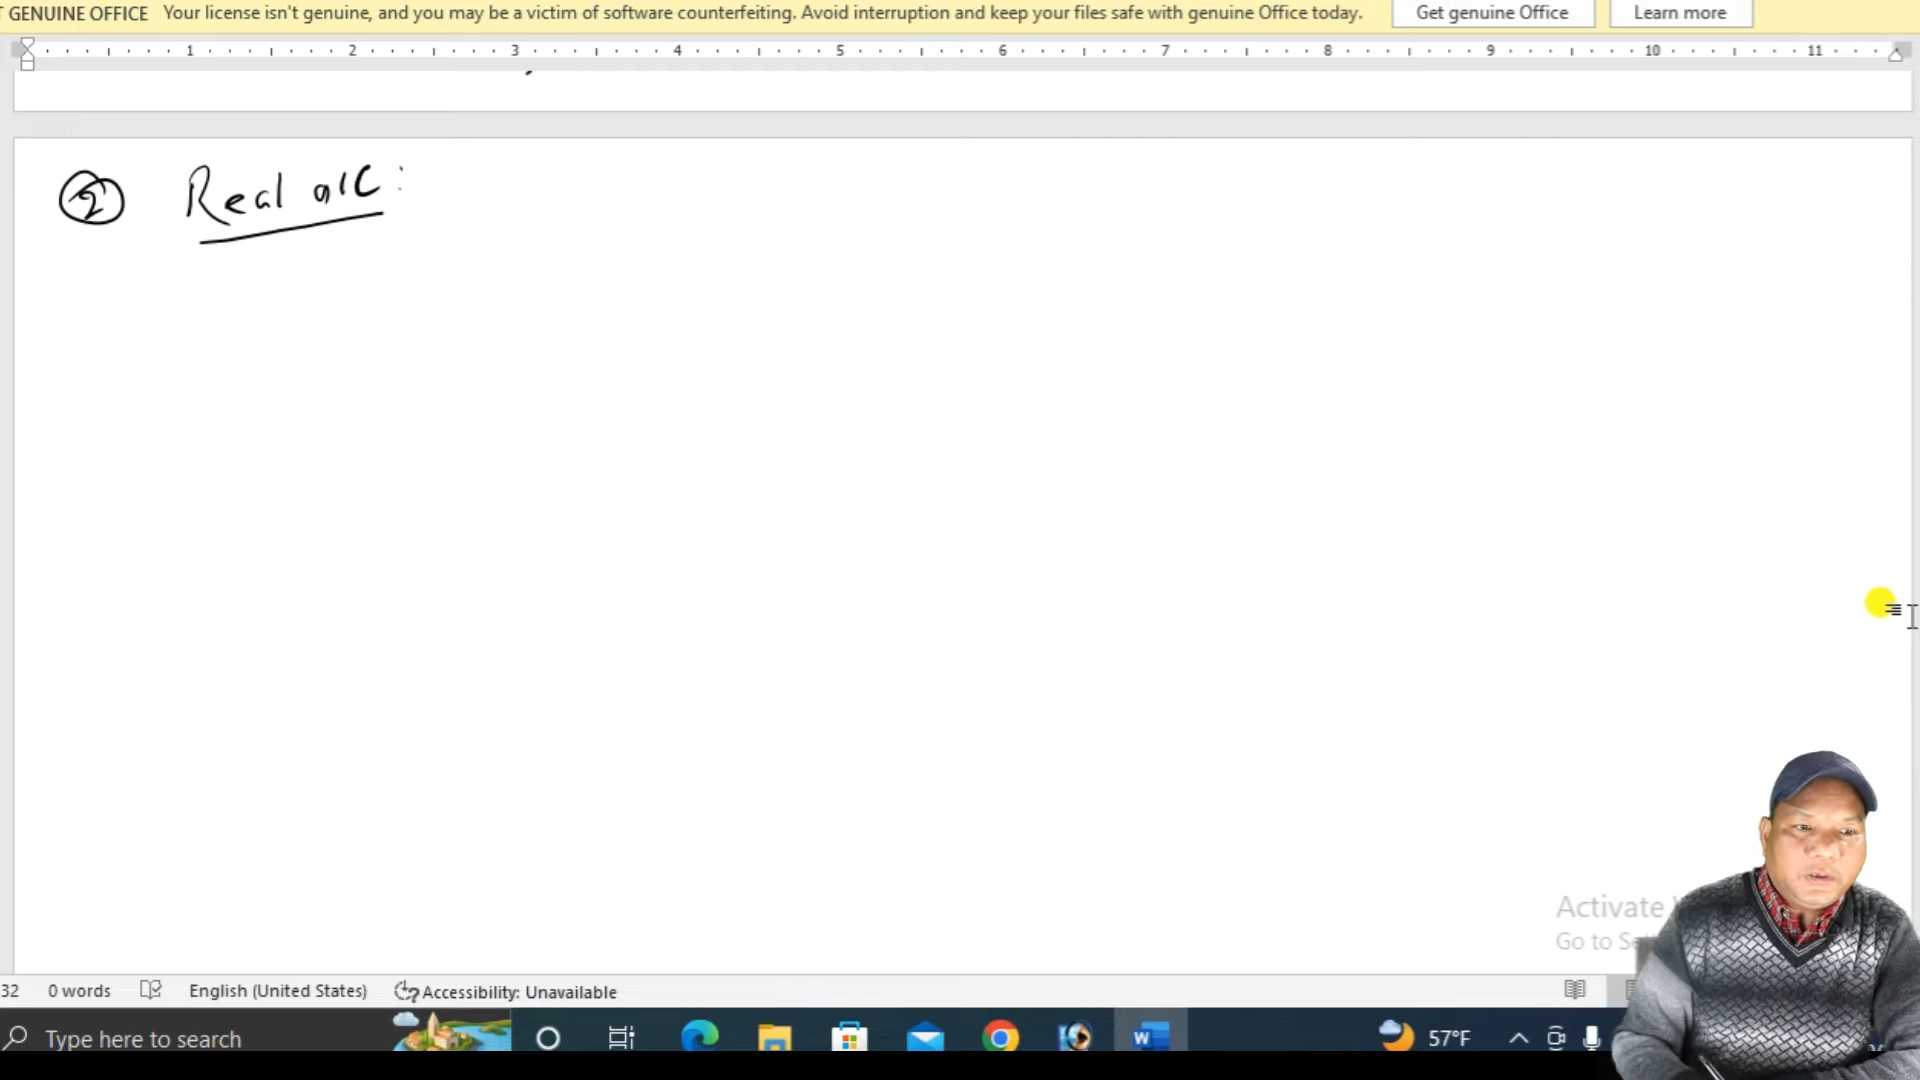 GENUINE OFFICE Your license isn't genuine, and you may be a victim of software counterfeiting. Avoid interruption and keep your files safe with genuine Office today. Get genuine Office Learn more
1 2 3 4 5 6 7 8 9 10 11
② Real a/c:
Activate
Go to Se
32 0 words English (United States) Accessibility: Unavailable
Type here to search 57°F